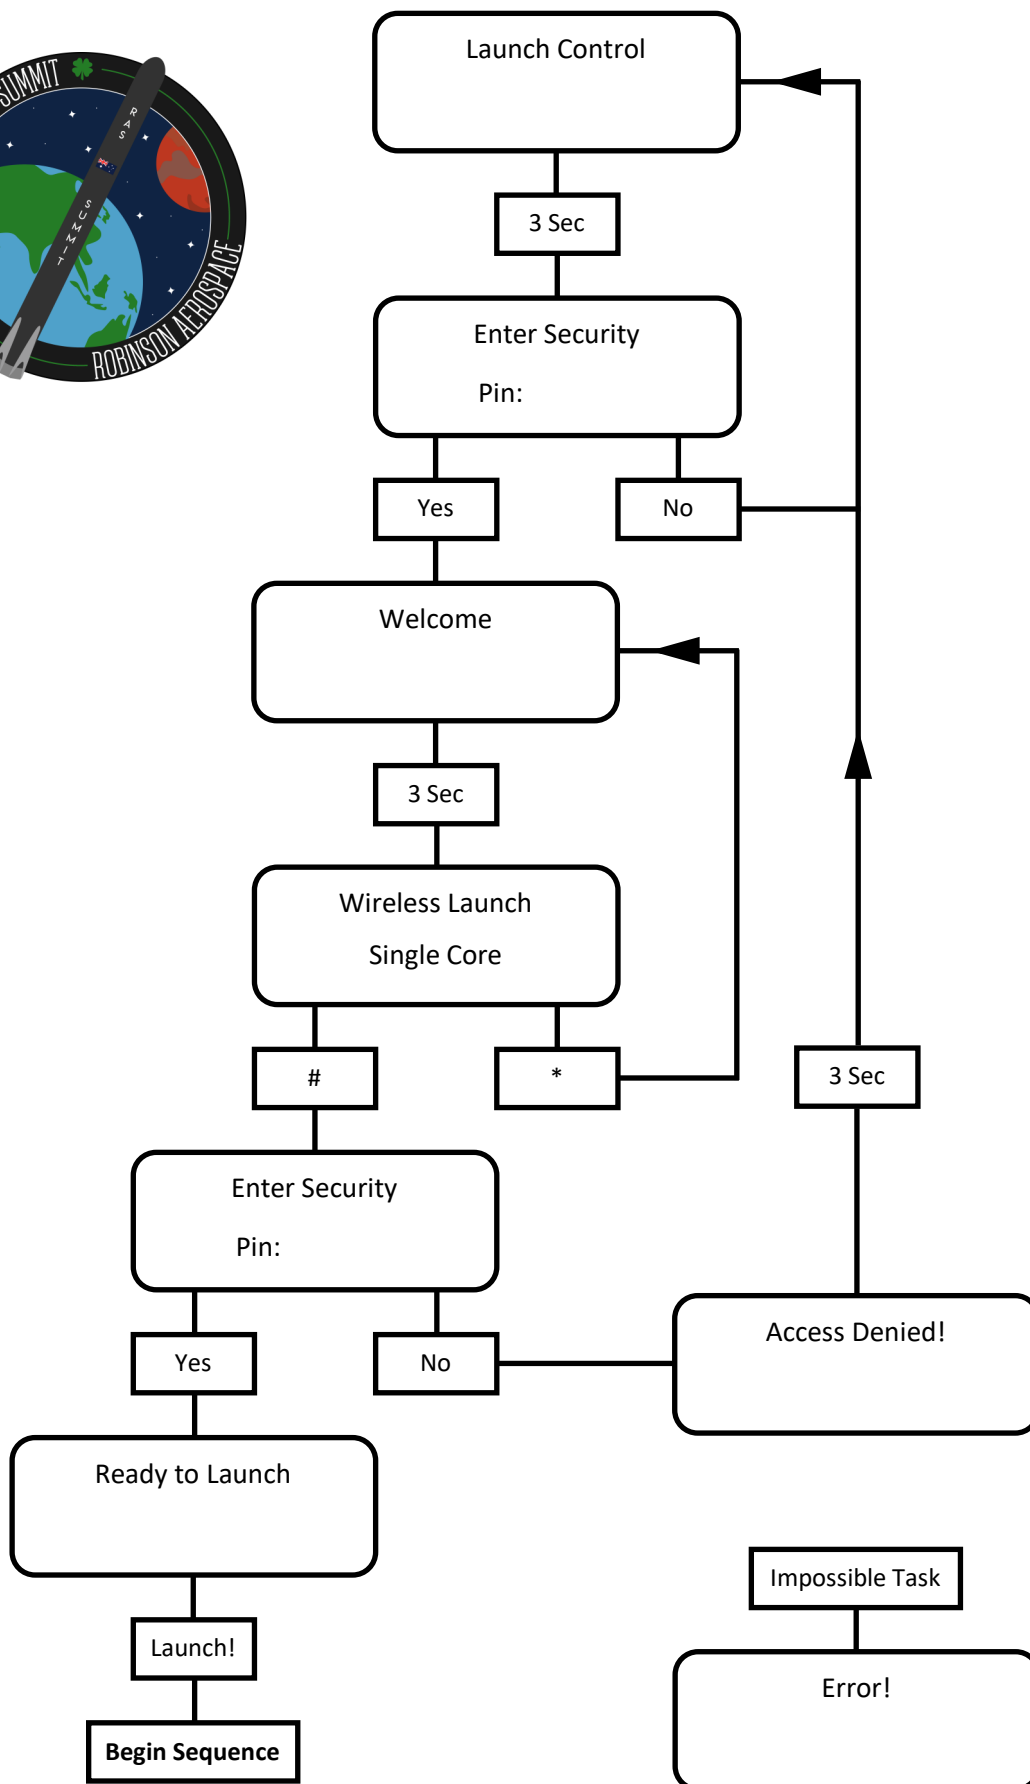 Launch Control
SUMMIT
RAS SUMMIT
ROBINSON AEROSPACE
3 Sec
Enter Security
Pin:
Yes
No
Welcome
3 Sec
Wireless Launch
Single Core
#
*
3 Sec
Enter Security
Pin:
Access Denied!
Yes
No
Ready to Launch
Impossible Task
Launch!
Error!
Begin Sequence